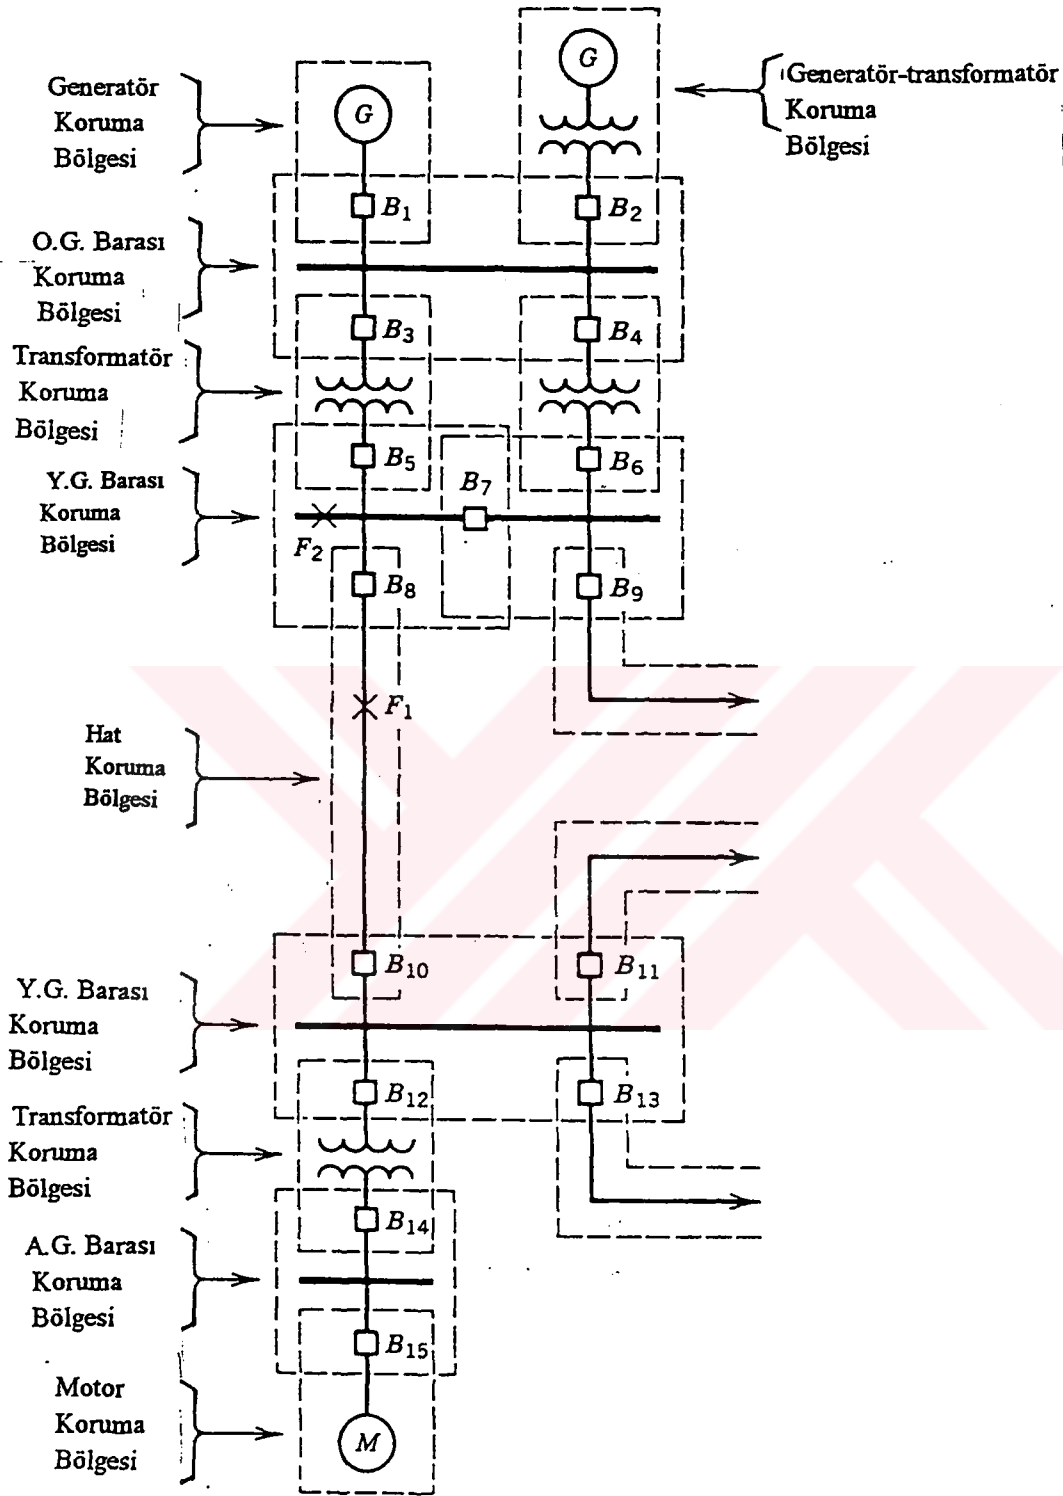 Generatör
Koruma
Bölgesi
G
G
Generatör-transformatör
Koruma
Bölgesi
B1
B2
O.G. Barası
Koruma
Bölgesi
B3
B4
Transformatör
Koruma
Bölgesi
B5
B6
Y.G. Barası
Koruma
Bölgesi
B7
F2
B8
B9
F1
Hat
Koruma
Bölgesi
B10
B11
Y.G. Barası
Koruma
Bölgesi
B12
B13
Transformatör
Koruma
Bölgesi
B14
A.G. Barası
Koruma
Bölgesi
B15
Motor
Koruma
Bölgesi
M